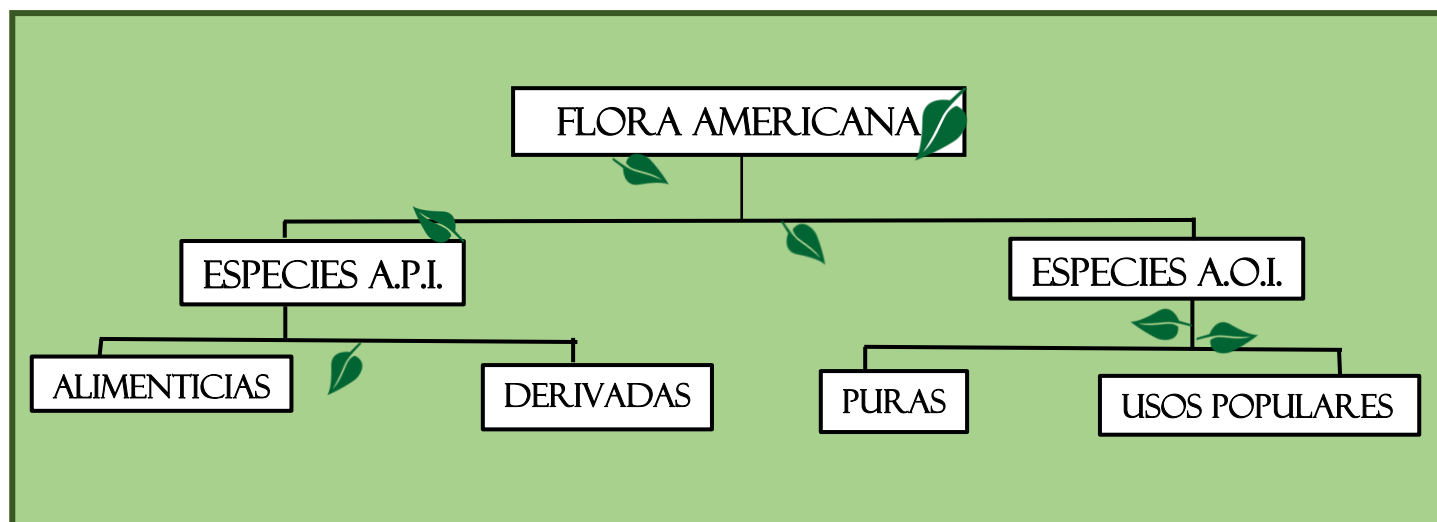 FLORA AMERICANA
ESPECIES A.P.I.
ESPECIES A.O.I.
ALIMENTICIAS
DERIVADAS
PURAS
USOS POPULARES